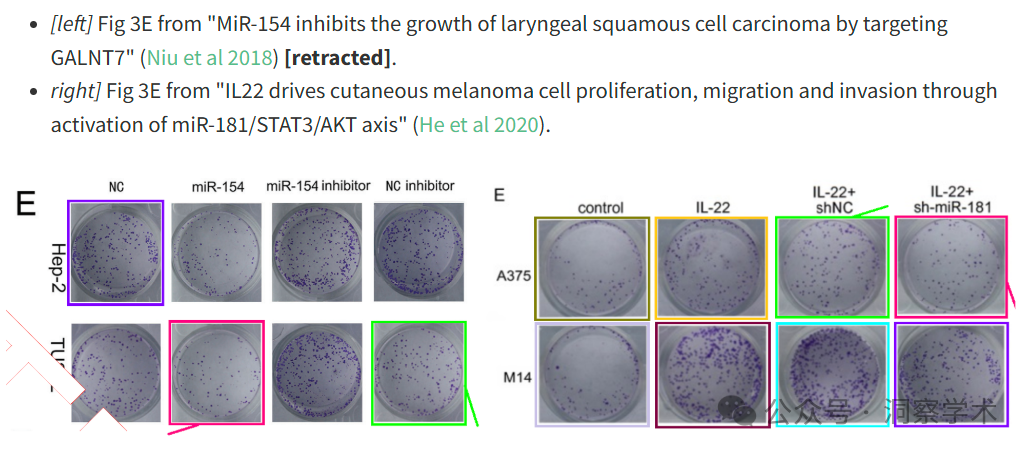 [left] Fig 3E from "MiR-154 inhibits the growth of laryngeal squamous cell carcinoma by targeting
GALNT7" (Niu et al 2018) [retracted].
right] Fig 3E from "IL22 drives cutaneous melanoma cell proliferation, migration and invasion through
activation of miR-181/STAT3/AKT axis" (He et al 2020).
E
NC miR-154 miR-154 inhibitor NC inhibitor
Hep-2
E
control IL-22 IL-22+
shNC IL-22+
sh-miR-181
A375
M14
公众号·洞察学术